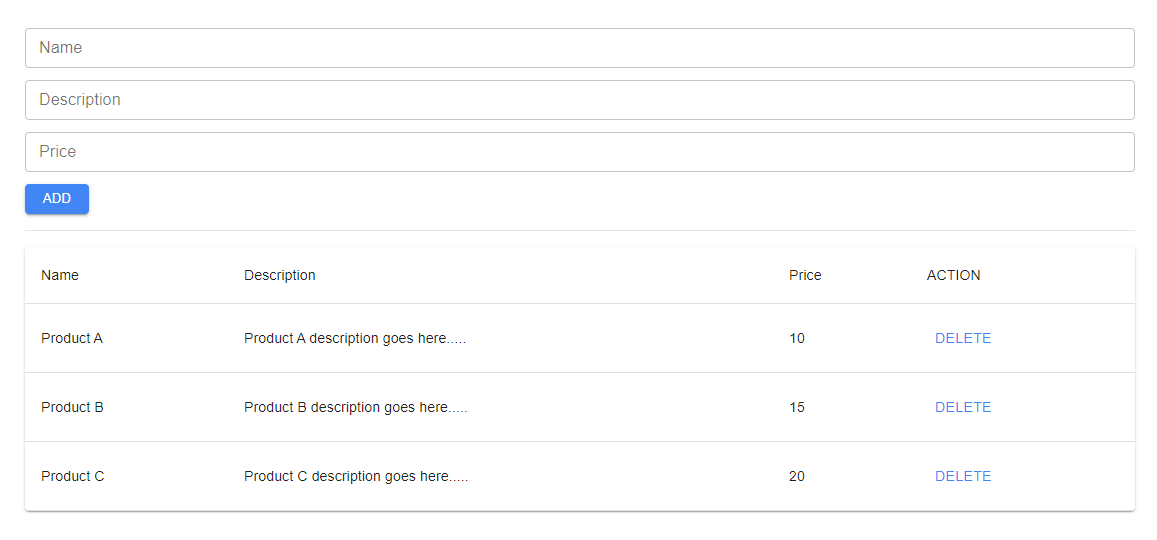 Name
Description
Price
ADD
Name Description Price ACTION
Product A Product A description goes here..... 10 DELETE
Product B Product B description goes here..... 15 DELETE
Product C Product C description goes here..... 20 DELETE